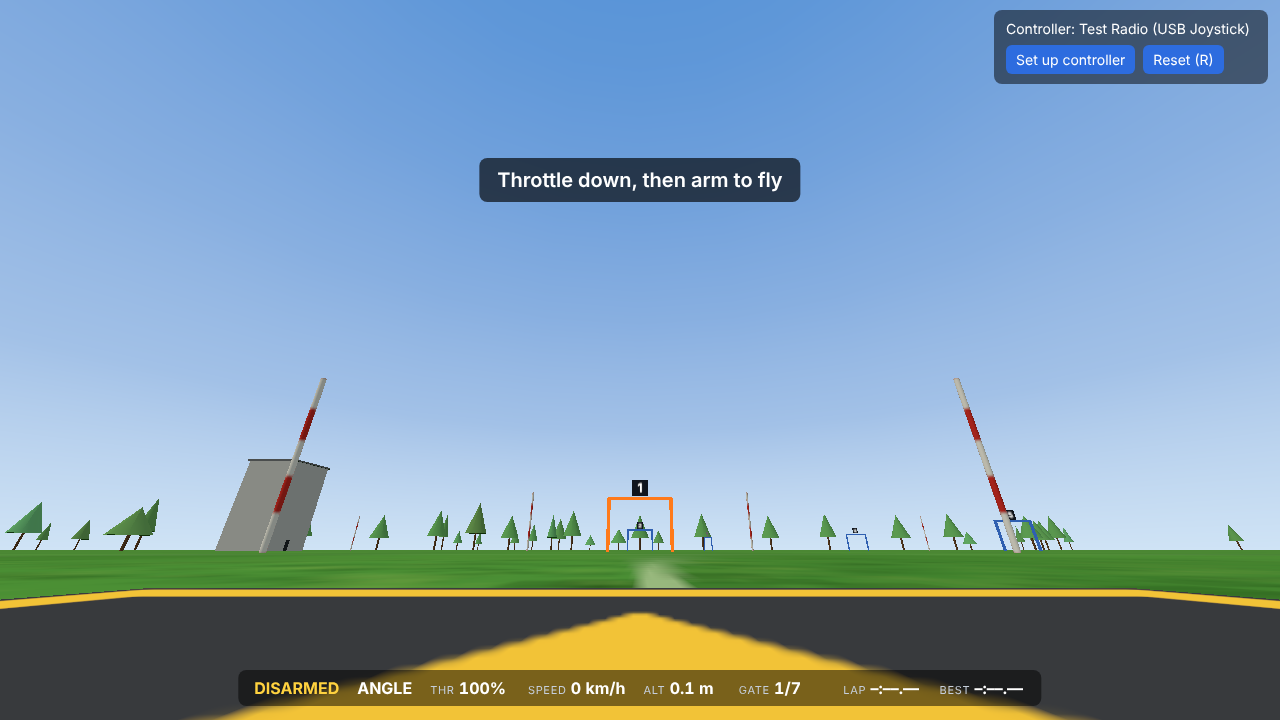 Controller: Test Radio (USB Joystick)
Set up controller Reset (R)
Throttle down, then arm to fly
1
DISARMED ANGLE THR 100% SPEED 0 km/h ALT 0.1 m GATE 1/7 LAP –:––.–– BEST –:––.––